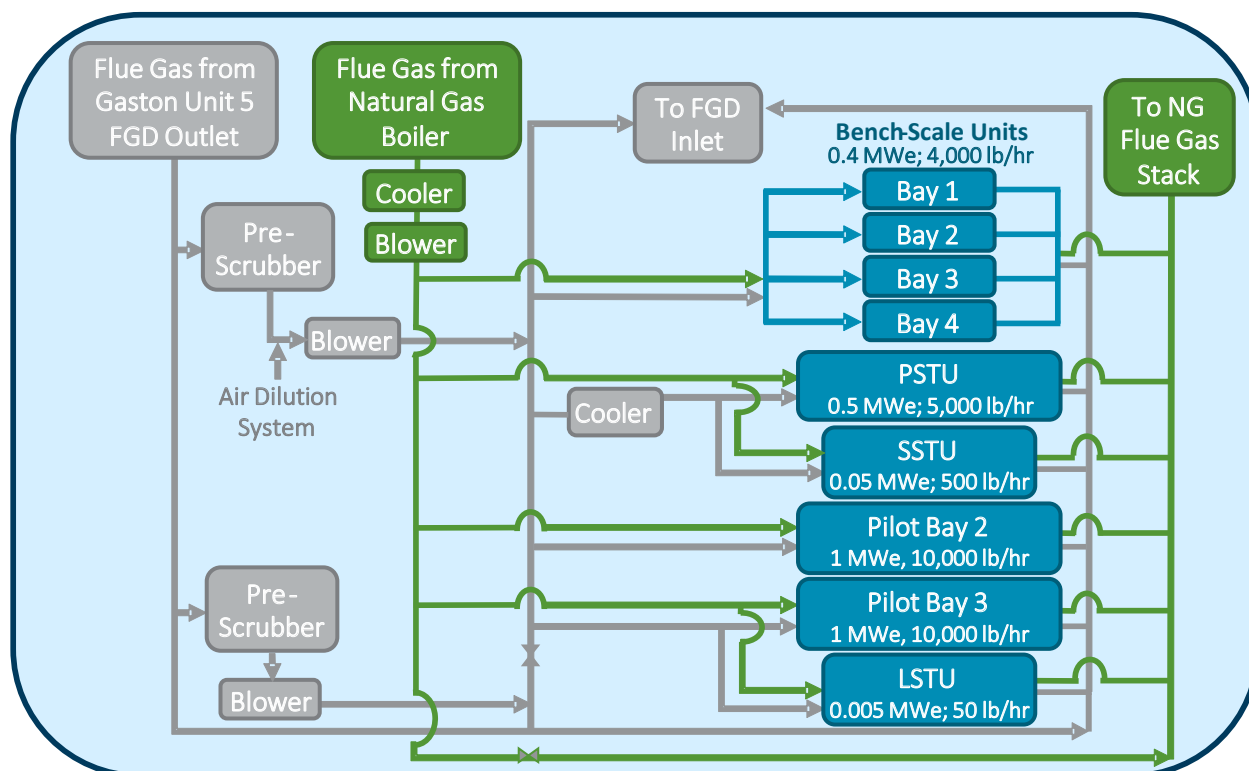 Flue Gas from
Gaston Unit 5
FGD Outlet
Flue Gas from
Natural Gas
Boiler
Cooler
Blower
To FGD
Inlet
To NG
Flue Gas
Stack
Bench-Scale Units
0.4 MWe; 4,000 lb/hr
Bay 1
Bay 2
Bay 3
Bay 4
Pre-
Scrubber
Blower
Air Dilution
System
Cooler
PSTU
0.5 MWe; 5,000 lb/hr
SSTU
0.05 MWe; 500 lb/hr
Pilot Bay 2
1 MWe, 10,000 lb/hr
Pre-
Scrubber
Blower
Pilot Bay 3
1 MWe, 10,000 lb/hr
LSTU
0.005 MWe; 50 lb/hr